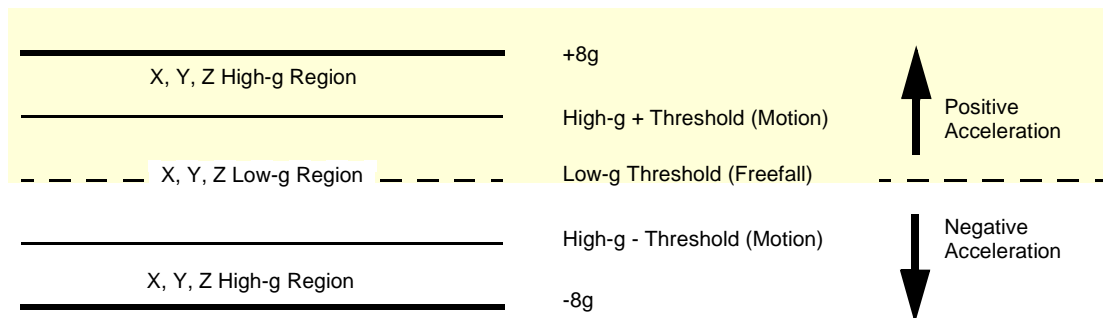 +8g
X, Y, Z High-g Region
High-g + Threshold (Motion)
Positive
Acceleration
X, Y, Z Low-g Region
Low-g Threshold (Freefall)
High-g - Threshold (Motion)
Negative
Acceleration
X, Y, Z High-g Region
-8g